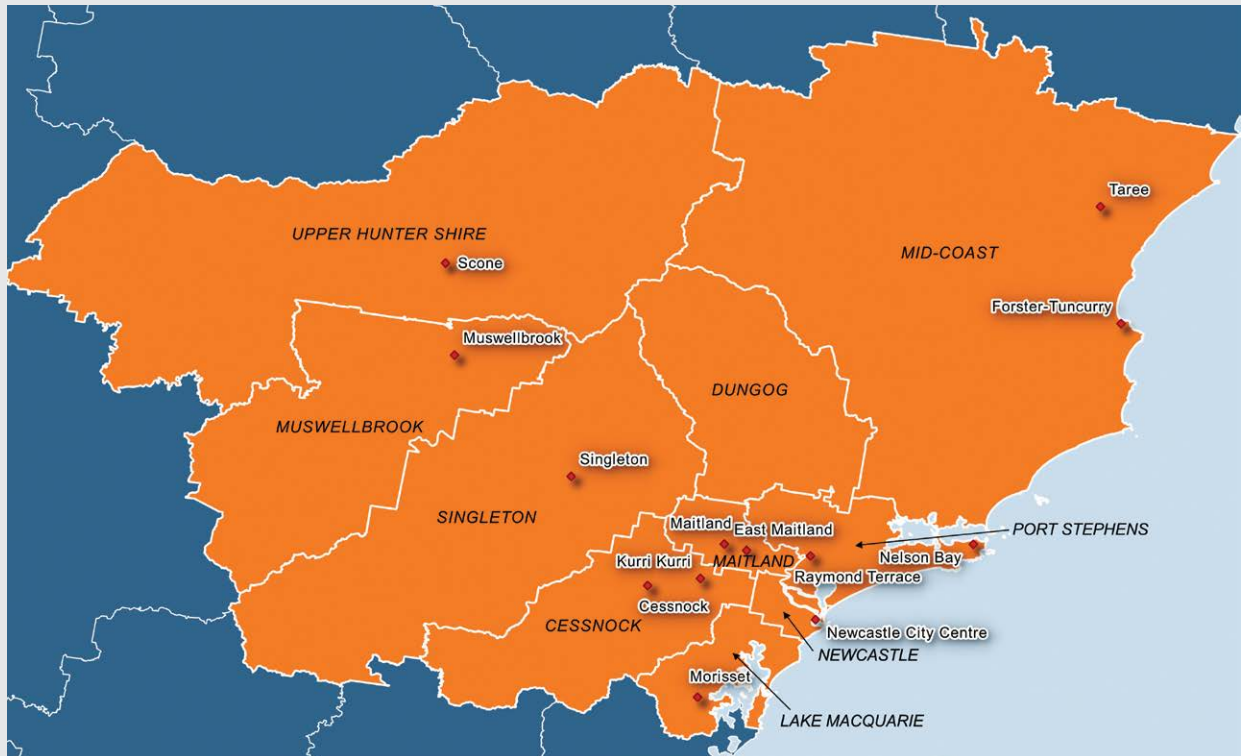 Taree
UPPER HUNTER SHIRE
MID-COAST
Scone
Forster-Tuncurry
Muswellbrook
DUNGOG
MUSWELLBROOK
Singleton
SINGLETON
Maitland
East Maitland
PORT STEPHENS
Nelson Bay
MAITLAND
Kurri Kurri
Raymond Terrace
Cessnock
CESSNOCK
Newcastle City Centre
NEWCASTLE
Morisset
LAKE MACQUARIE